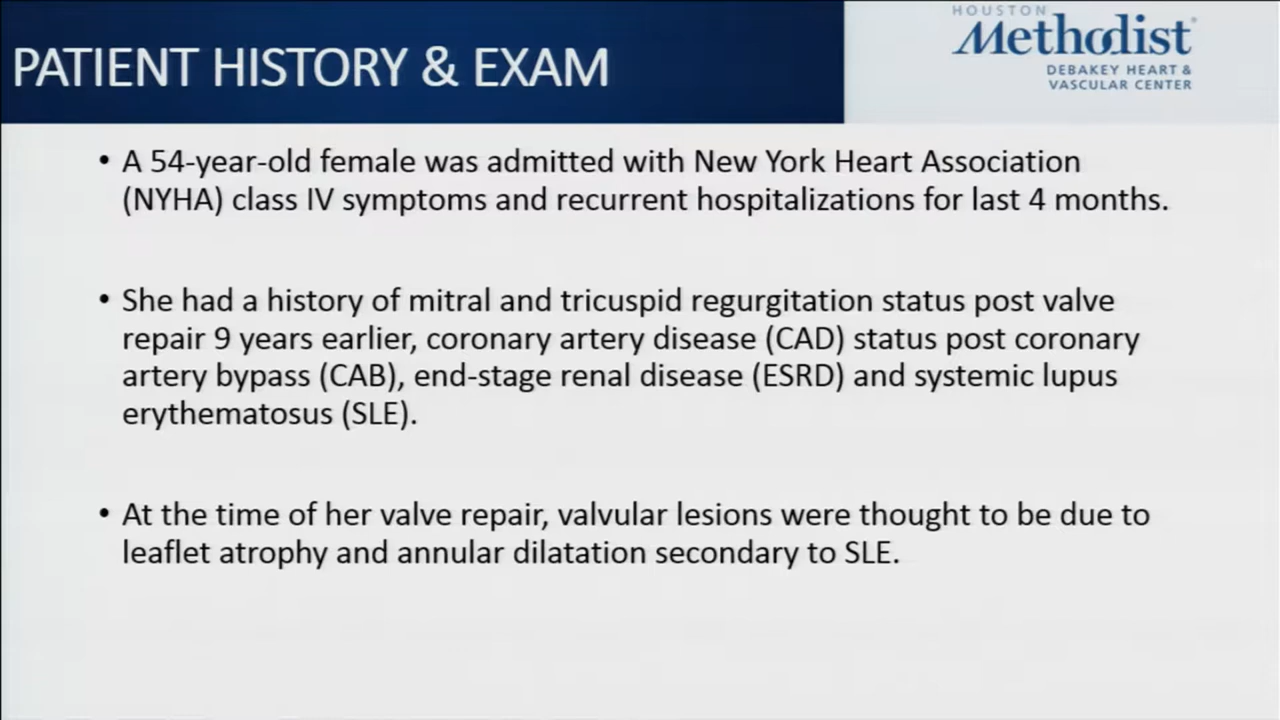 PATIENT HISTORY & EXAM
HOUSTON
Methodist®
DEBAKEY HEART &
VASCULAR CENTER
• A 54-year-old female was admitted with New York Heart Association
(NYHA) class IV symptoms and recurrent hospitalizations for last 4 months.
• She had a history of mitral and tricuspid regurgitation status post valve
repair 9 years earlier, coronary artery disease (CAD) status post coronary
artery bypass (CAB), end-stage renal disease (ESRD) and systemic lupus
erythematosus (SLE).
• At the time of her valve repair, valvular lesions were thought to be due to
leaflet atrophy and annular dilatation secondary to SLE.